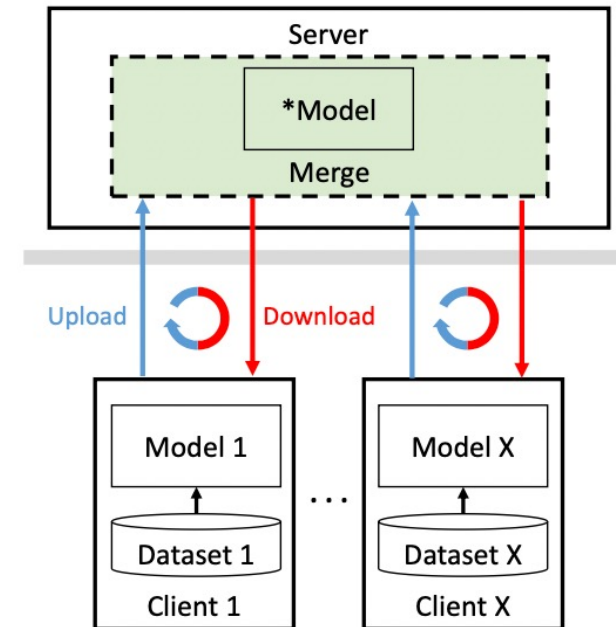 Server
*Model
Merge
Upload
Download
Model 1
Model X
...
Dataset 1
Dataset X
Client 1
Client X